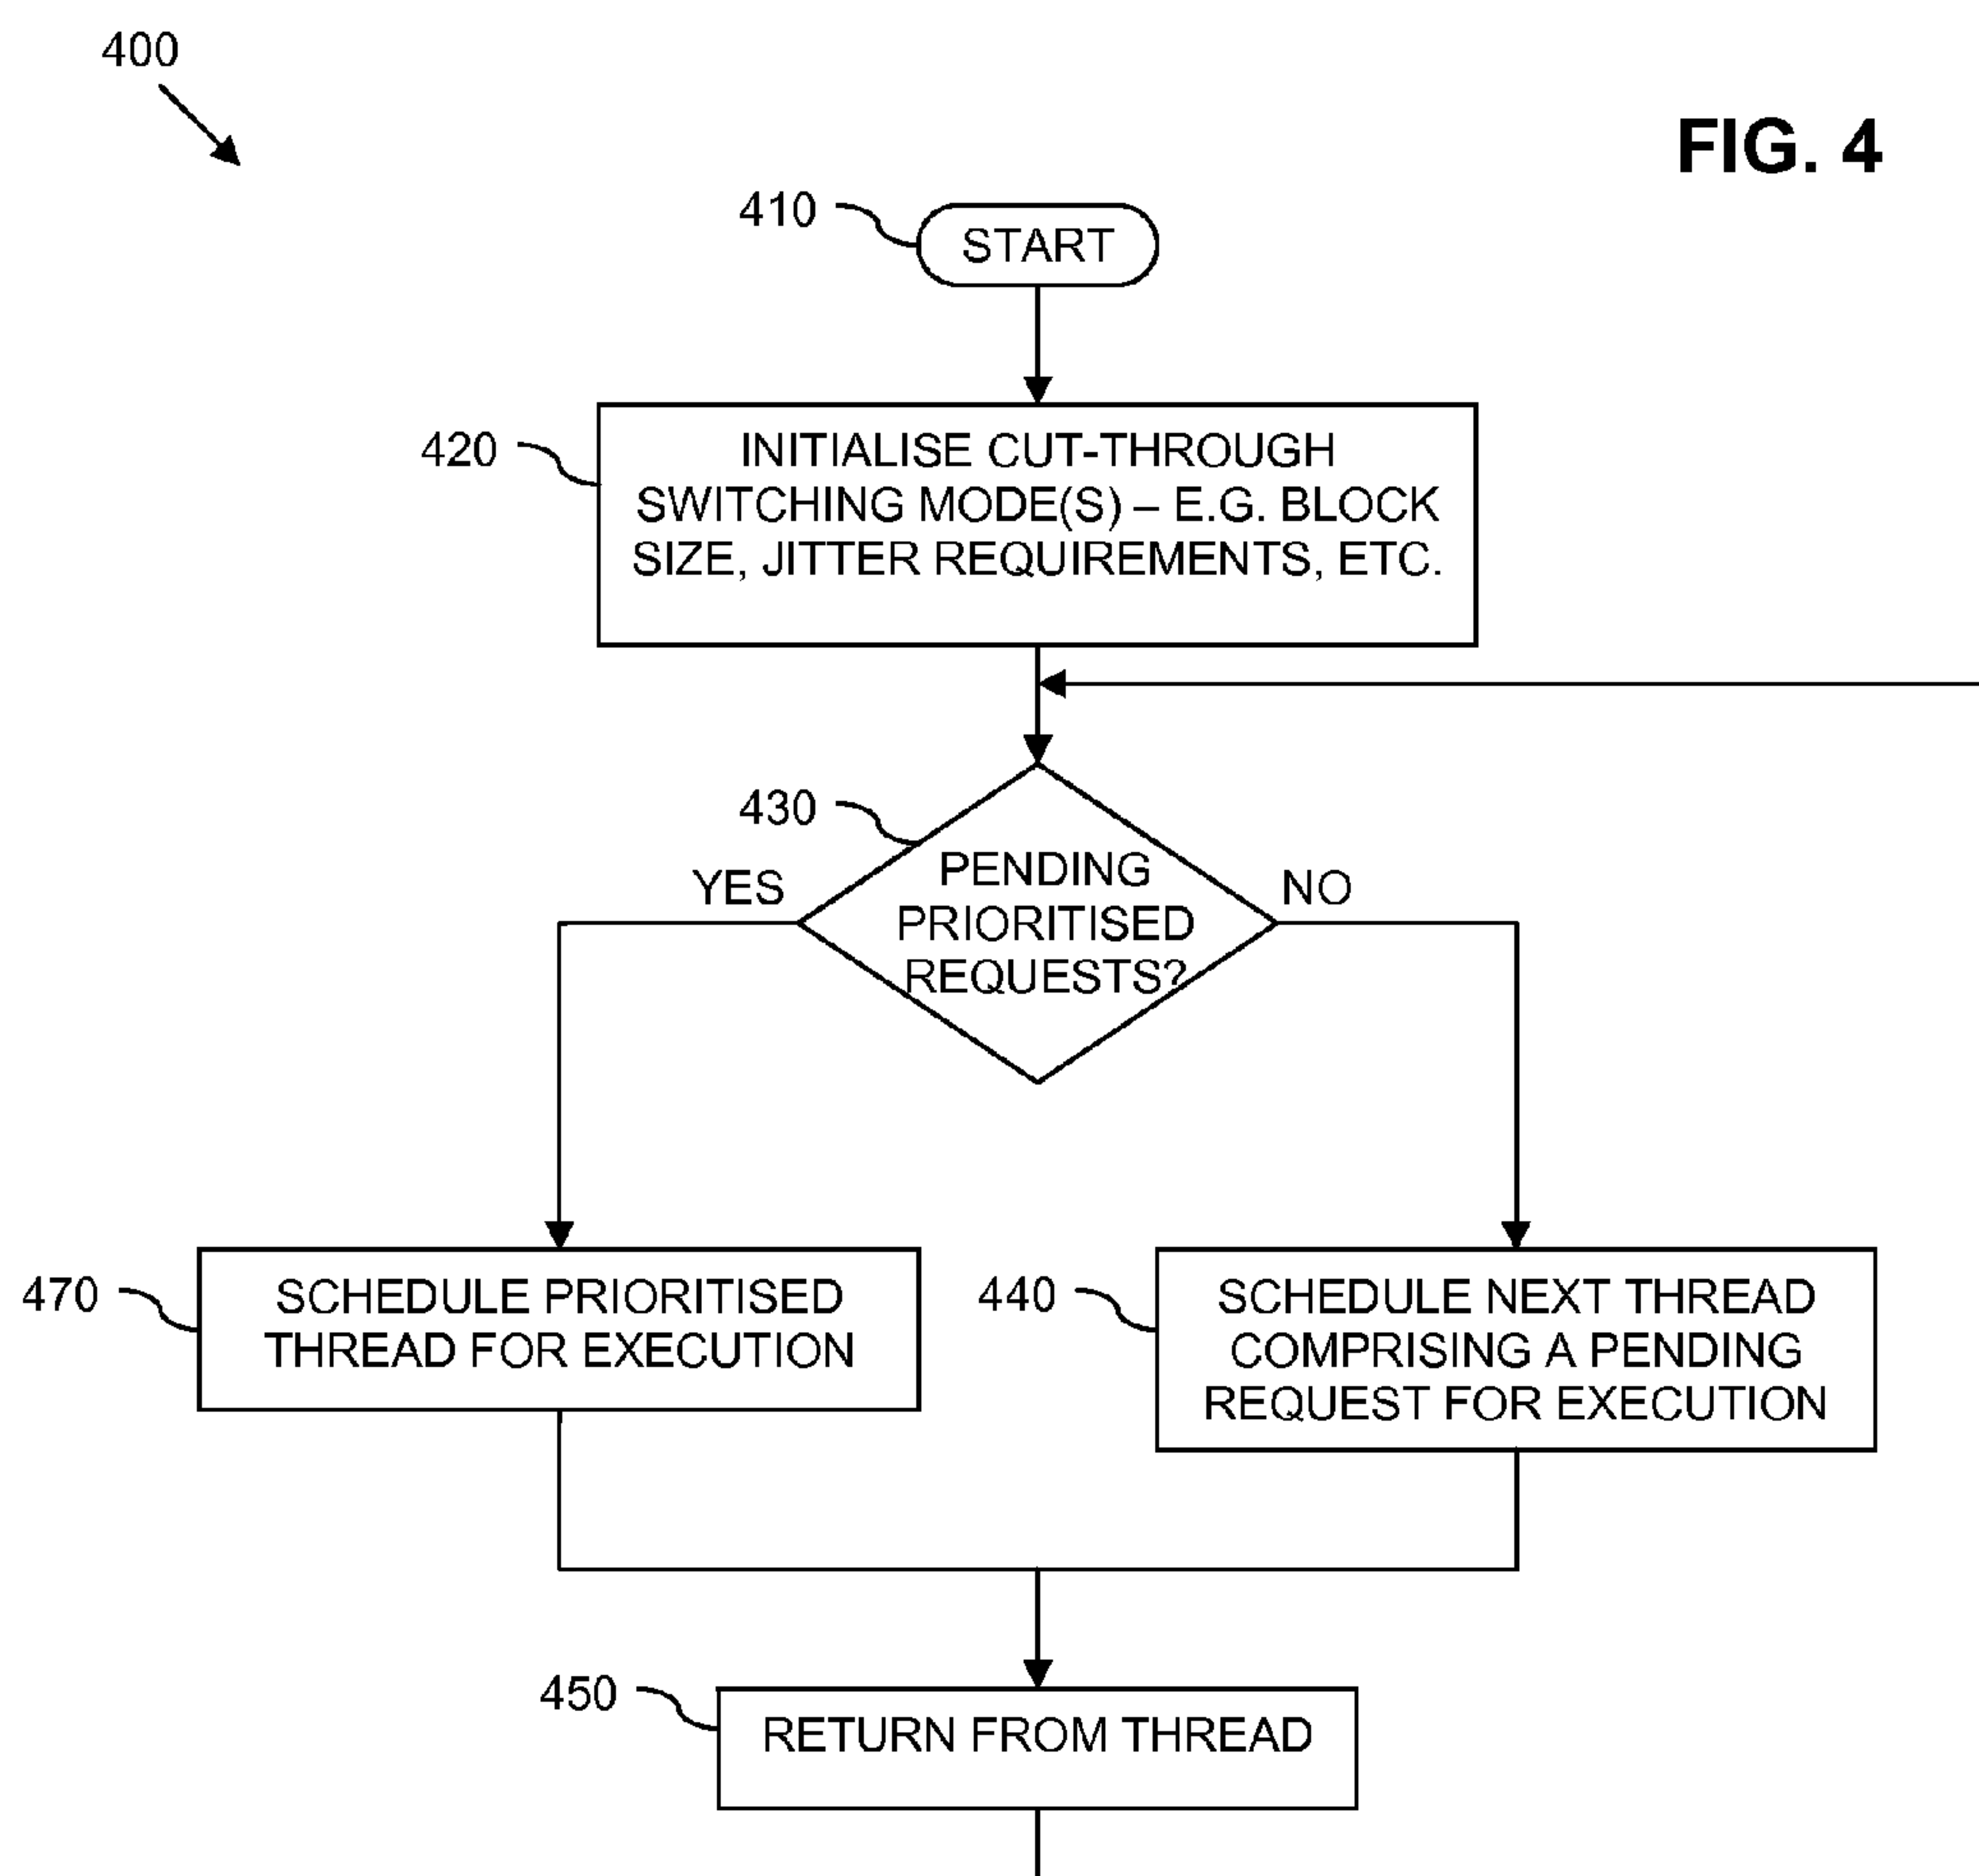 400
FIG. 4
410
START
420
INITIALISE CUT-THROUGH
SWITCHING MODE(S) – E.G. BLOCK
SIZE, JITTER REQUIREMENTS, ETC.
430
YES
NO
PENDING
PRIORITISED
REQUESTS?
470
SCHEDULE PRIORITISED
THREAD FOR EXECUTION
440
SCHEDULE NEXT THREAD
COMPRISING A PENDING
REQUEST FOR EXECUTION
450
RETURN FROM THREAD